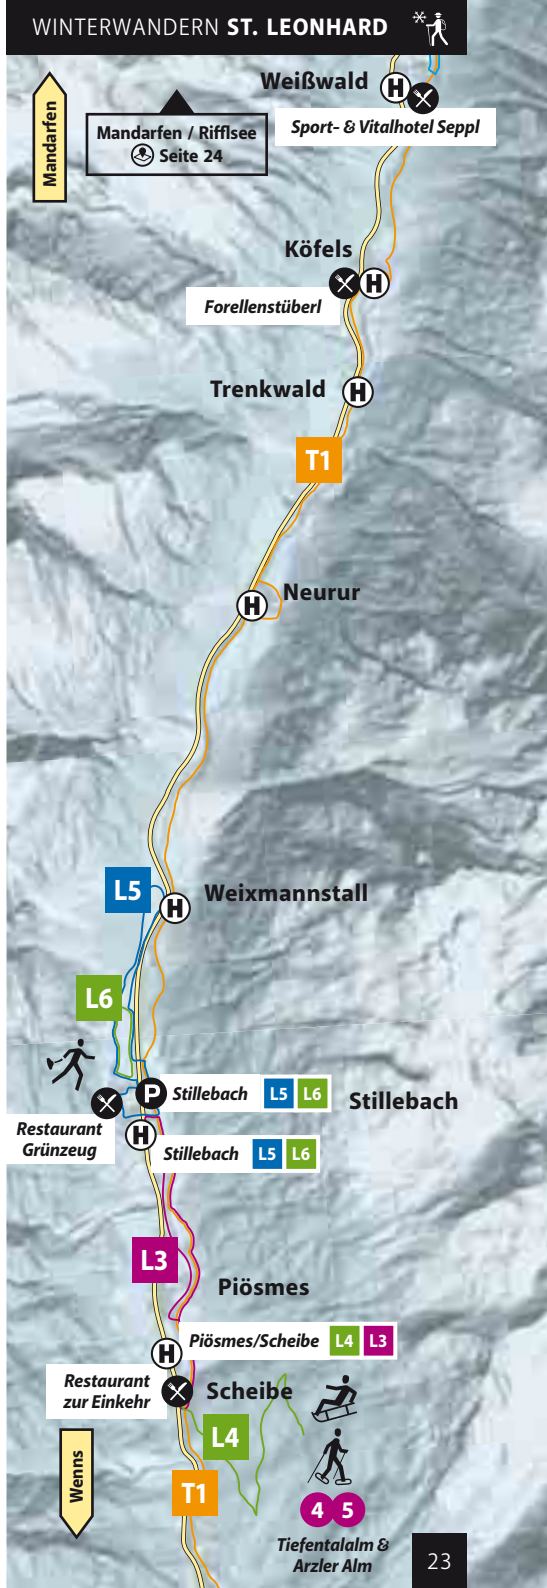 WINTERWANDERN ST. LEONHARD
Weißwald
H
Sport- & Vitalhotel Seppl
Mandarfen
Mandarfen / Rifflsee
Seite 24
Köfels
H
Forellenstüberl
Trenkwald
H
T1
Neurur
H
L5
Weixmannstall
H
L6
P
Stillebach L5 L6
Stillebach
Restaurant
Grünzeug
H
Stillebach L5 L6
L3
Piösmes
H
Piösmes/Scheibe L4 L3
Restaurant
zur Einkehr
Scheibe
L4
Wenns
T1
4 5
Tiefentalalm &
Arzler Alm
23